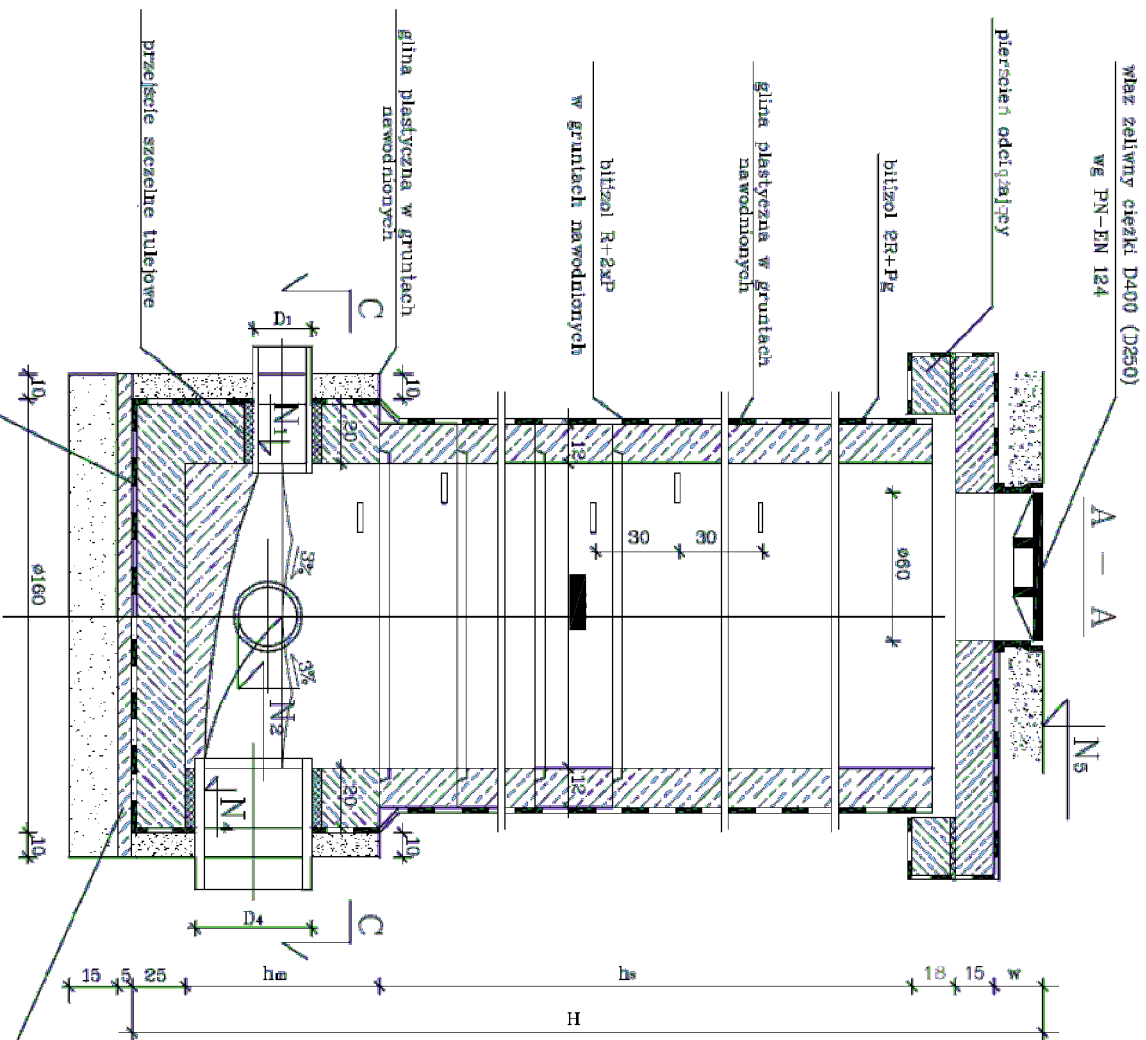 właz żeliwny ciężki D400 (D250)
wg PN-EN 124
pierścień odciążający
bitizol 2R+Pg
glina plastyczna w gruntach
nawodnionych
bitizol R+2xP
w gruntach nawodnionych
glina plastyczna w gruntach
nawodnionych
przejście szczelne tulejowe
A — A
N5
ø60
30
30
12
12
C
C
D1
D4
N1
N2
N4
3%
3%
20
20
10
10
10
10
ø160
15
5
25
hm
hs
18
15
w
H